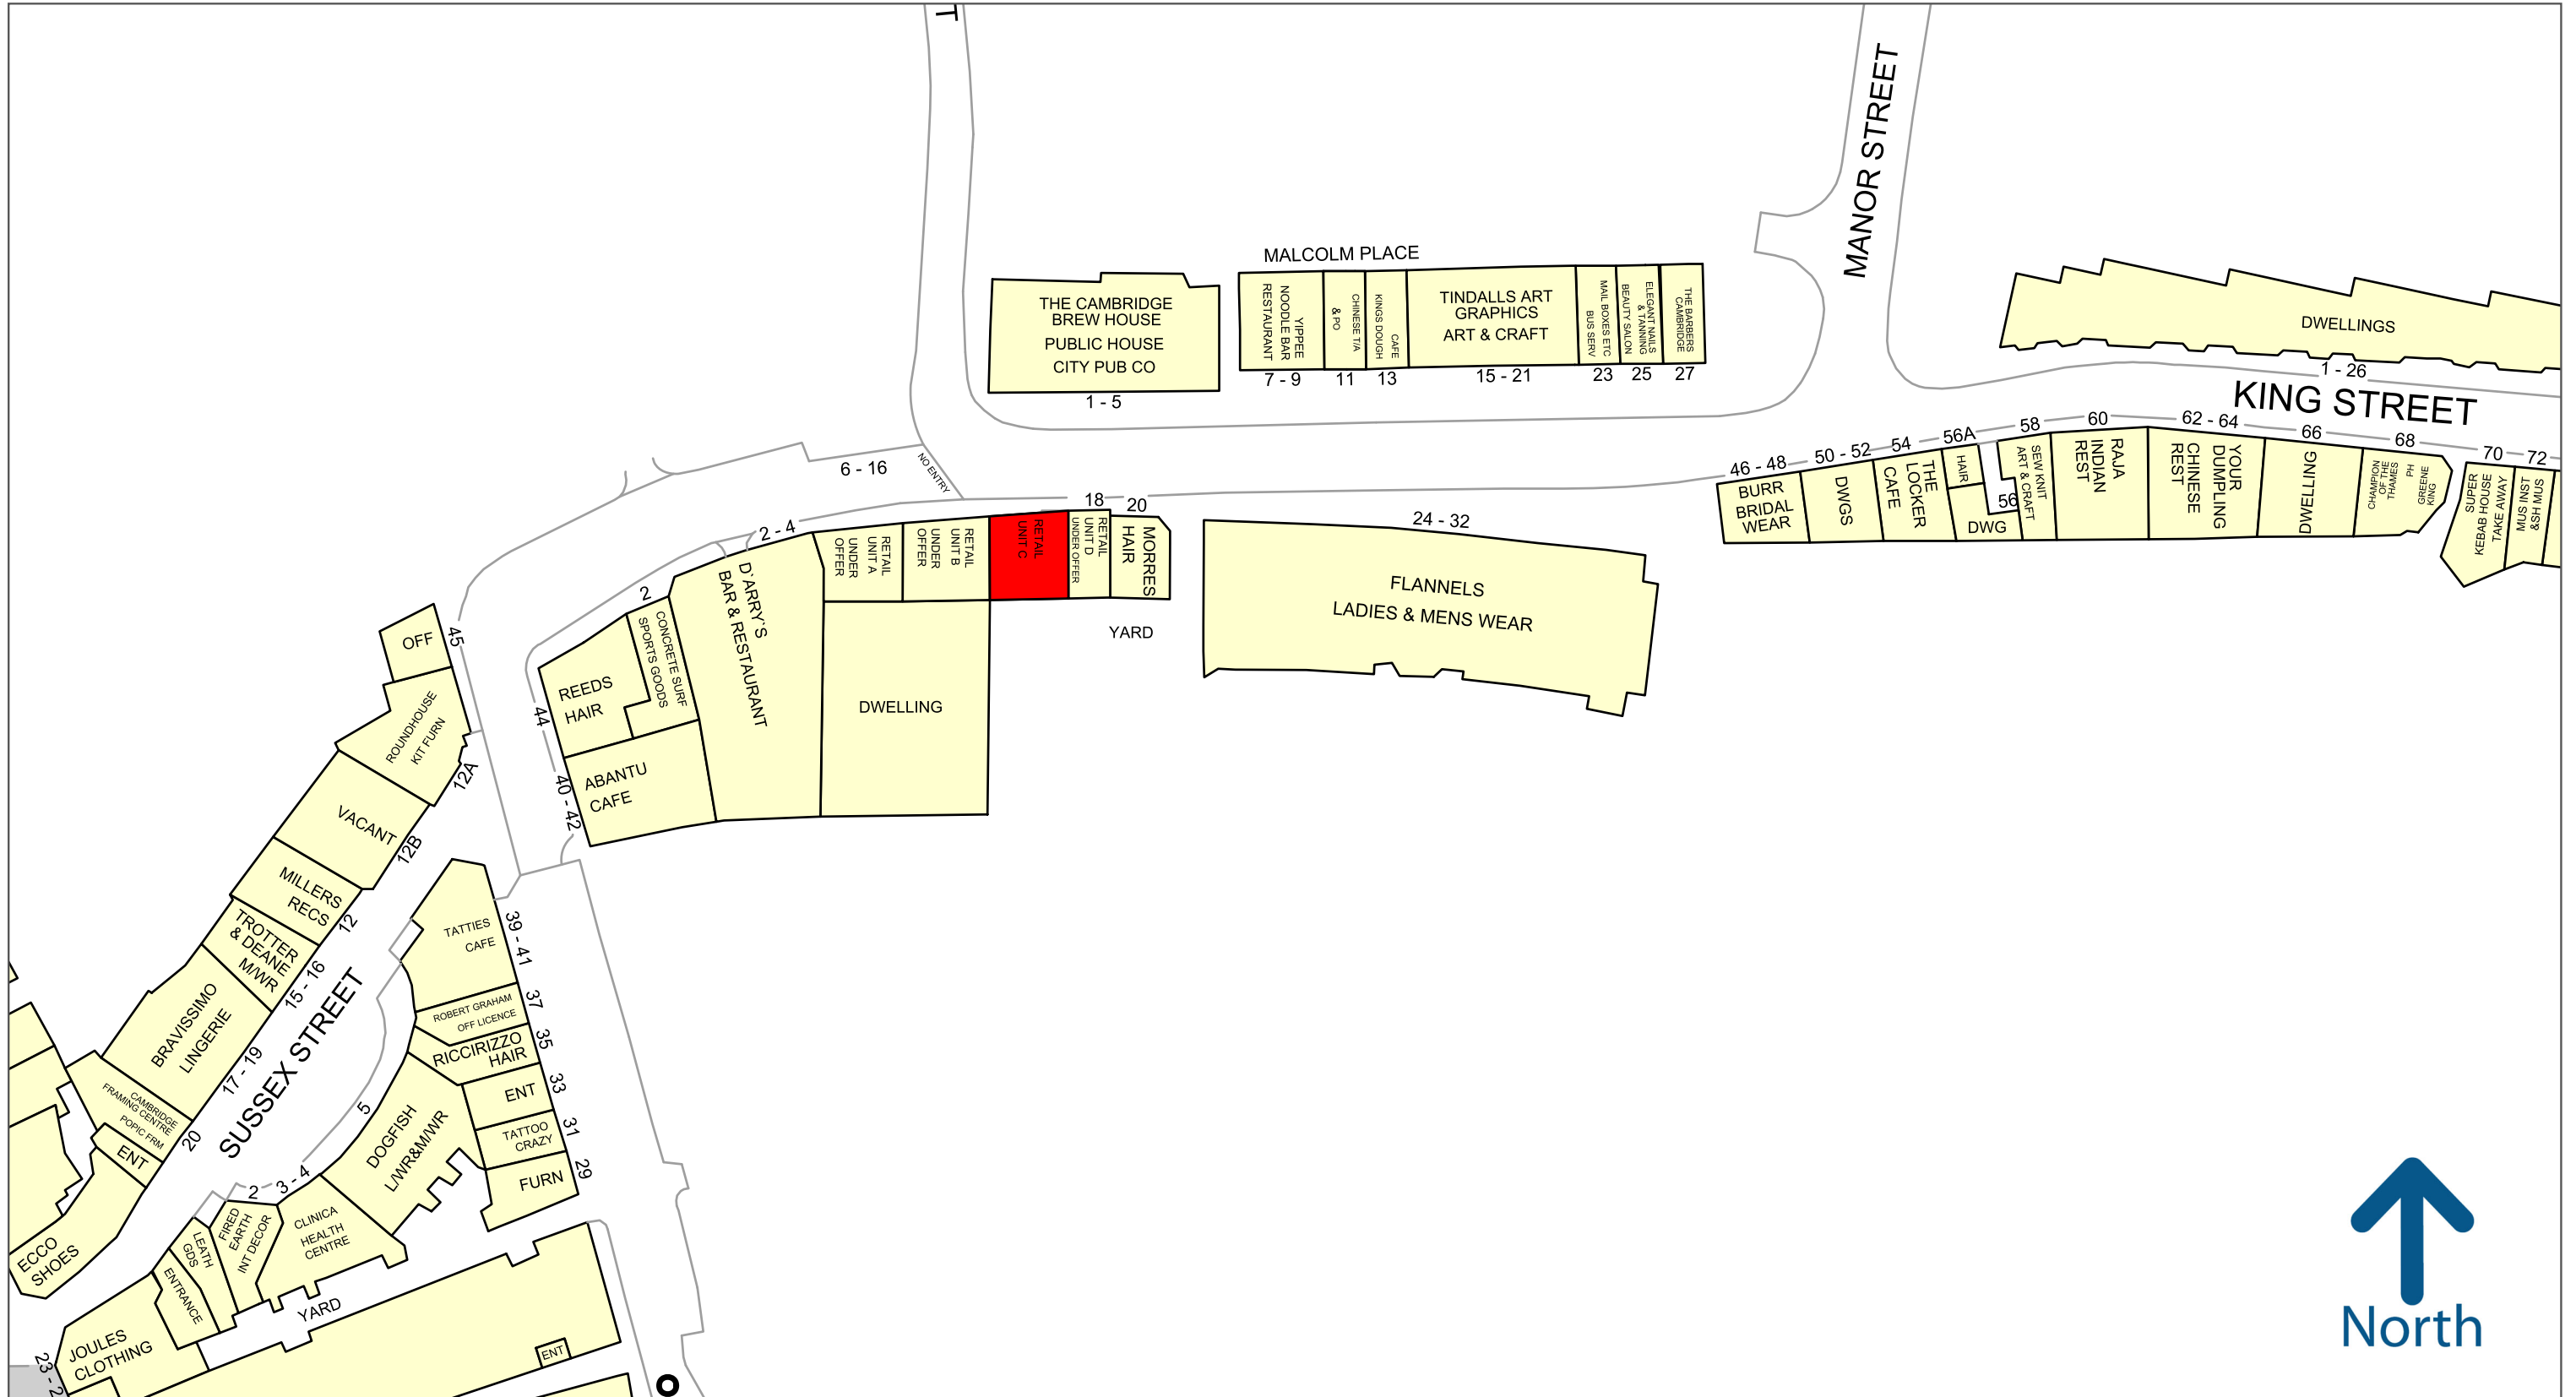 T
MANOR STREET
MALCOLM PLACE
THE CAMBRIDGE
BREW HOUSE
PUBLIC HOUSE
CITY PUB CO
1 - 5
YIPPEE
NOODLE BAR
RESTAURANT
7 - 9
CHINESE T/A
& PO
11
KINGS DOUGH
CAFE
13
TINDALLS ART
GRAPHICS
ART & CRAFT
15 - 21
MAIL BOXES ETC
BUS SERV
23
ELEGANT NAILS
& TANNING
BEAUTY SALON
25
THE BARBERS
CAMBRIDGE
27
DWELLINGS
1 - 26
KING STREET
6 - 16
NO ENTRY
46 - 48
BURR
BRIDAL
WEAR
50 - 52
DWGS
54
THE
LOCKER
CAFE
56A
HAIR
56
DWG
58
SEW KNIT
ART & CRAFT
60
RAJA
INDIAN
REST
62 - 64
YOUR
DUMPLING
CHINESE
REST
66
DWELLING
68
CHAMPION
OF THE
THAMES
PH
GREENE
KING
70
SUPER
KEBAB HOUSE
TAKE AWAY
72
MUS INST
&SH MUS
2 - 4
D`ARRY'S
BAR & RESTAURANT
RETAIL
UNIT A
UNDER
OFFER
RETAIL
UNIT B
UNDER
OFFER
RETAIL
UNIT C
18
RETAIL
UNIT D
UNDER OFFER
20
MORRES
HAIR
YARD
24 - 32
FLANNELS
LADIES & MENS WEAR
2
CONCRETE SURF
SPORTS GOODS
REEDS
HAIR
44
ABANTU
CAFE
40 - 42
DWELLING
OFF
45
ROUNDHOUSE
KIT FURN
12A
VACANT
12B
MILLERS
RECS
12
TROTTER
& DEANE
M/WR
15 - 16
BRAVISSIMO
LINGERIE
17 - 19
CAMBRIDGE
FRAMING CENTRE
POPIC FRM
20
ENT
ECCO
SHOES
SUSSEX STREET
TATTIES
CAFE
39 - 41
ROBERT GRAHAM
OFF LICENCE
37
RICCIRIZZO
HAIR
35
ENT
33
TATTOO
CRAZY
31
FURN
29
DOGFISH
L/WR&M/WR
5
CLINICA
HEALTH
CENTRE
3 - 4
FIRED
EARTH
INT DECOR
2
LEATH
GDS
ENTRANCE
YARD
JOULES
CLOTHING
23 - 2
ENT
O
North